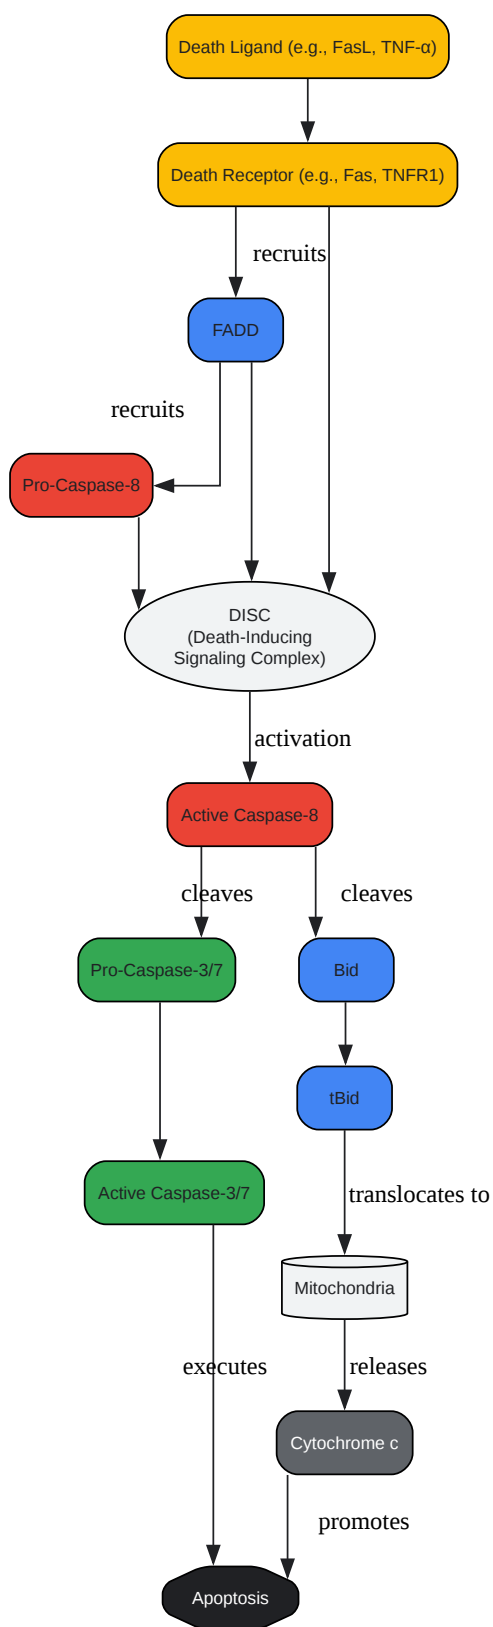 Death Ligand (e.g., FasL, TNF-α)
Death Receptor (e.g., Fas, TNFR1)
recruits
FADD
recruits
Pro-Caspase-8
DISC
(Death-Inducing
Signaling Complex)
activation
Active Caspase-8
cleaves
cleaves
Pro-Caspase-3/7
Bid
tBid
Active Caspase-3/7
translocates to
Mitochondria
executes
releases
Cytochrome c
promotes
Apoptosis